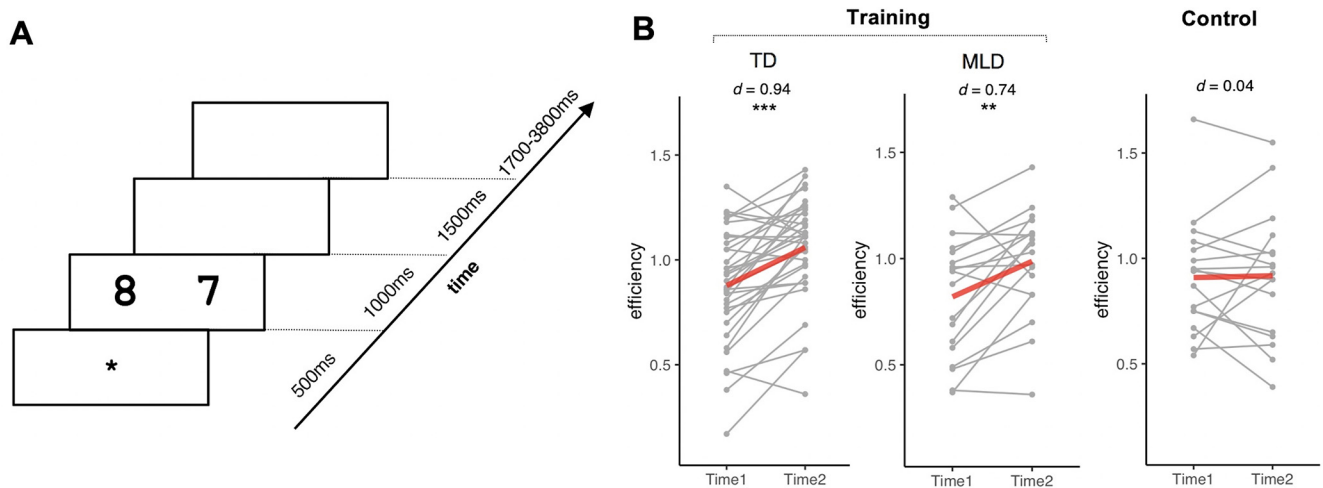 A
*
8 7
500ms
1000ms
1500ms
1700-3800ms
time
B
Training
Control
TD
d = 0.94
***
efficiency
1.5
1.0
0.5
Time1 Time2
MLD
d = 0.74
**
efficiency
1.5
1.0
0.5
Time1 Time2
d = 0.04
efficiency
1.5
1.0
0.5
Time1 Time2